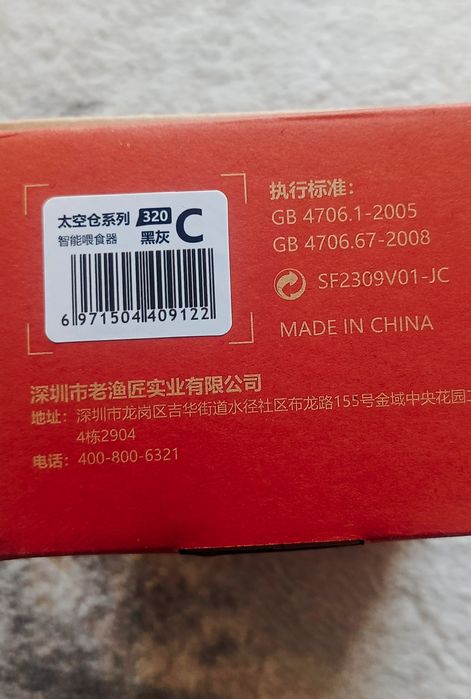 太空仓系列 320 C
智能喂食器 黑灰
6 971504 409122
执行标准：
GB 4706.1-2005
GB 4706.67-2008
SF2309V01-JC
MADE IN CHINA
深圳市老渔匠实业有限公司
地址：深圳市龙岗区吉华街道水径社区布龙路155号金域中央花园
4栋2904
电话：400-800-6321